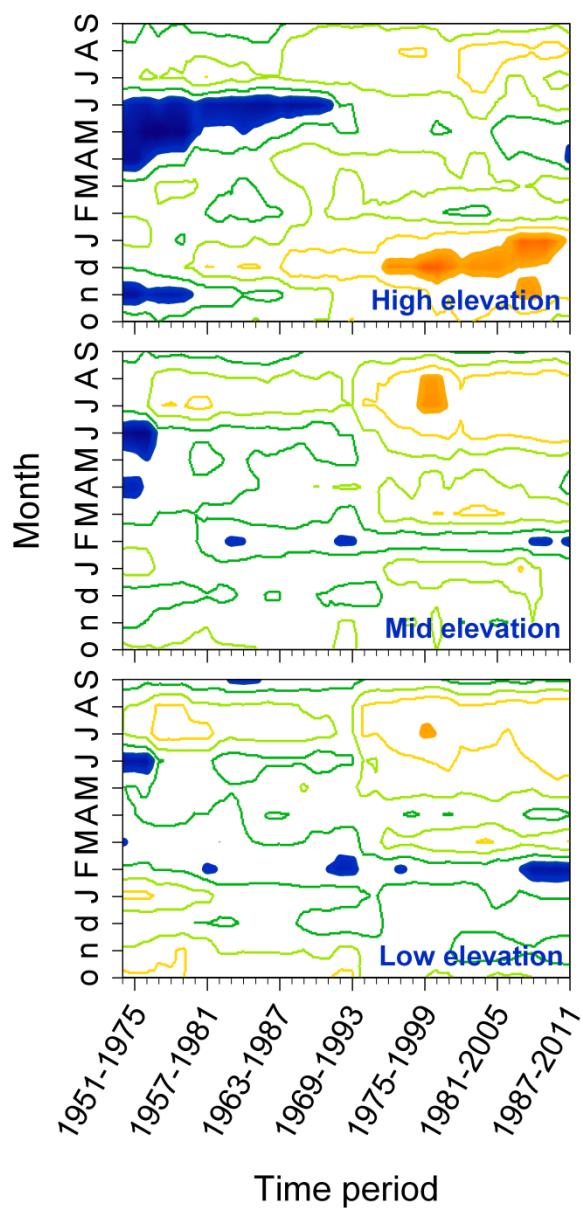 Month
S
A
J
J
M
A
M
F
J
d
n
o
High elevation
S
A
J
J
M
A
M
F
J
d
n
o
Mid elevation
S
A
J
J
M
A
M
F
J
d
n
o
Low elevation
1951-1975
1957-1981
1963-1987
1969-1993
1975-1999
1981-2005
1987-2011
Time period